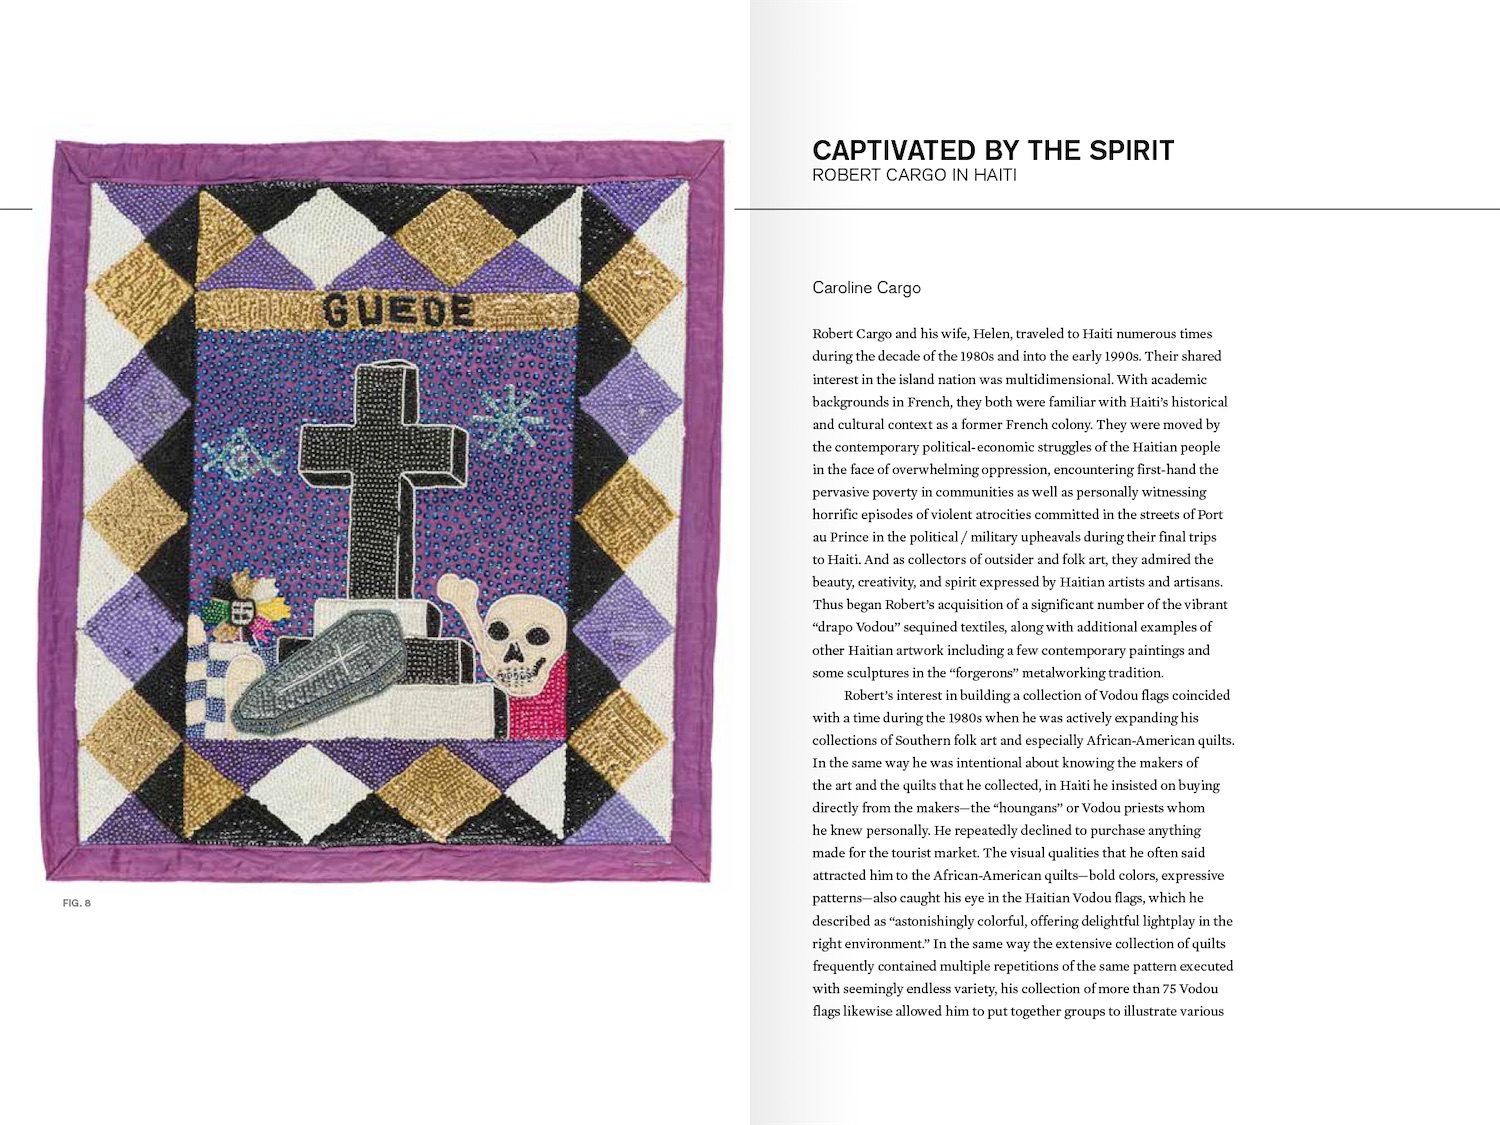 GUEDE
FIG. 8
CAPTIVATED BY THE SPIRIT
ROBERT CARGO IN HAITI
Caroline Cargo
Robert Cargo and his wife, Helen, traveled to Haiti numerous times
during the decade of the 1980s and into the early 1990s. Their shared
interest in the island nation was multidimensional. With academic
backgrounds in French, they both were familiar with Haiti’s historical
and cultural context as a former French colony. They were moved by
the contemporary political-economic struggles of the Haitian people
in the face of overwhelming oppression, encountering first-hand the
pervasive poverty in communities as well as personally witnessing
horrific episodes of violent atrocities committed in the streets of Port
au Prince in the political / military upheavals during their final trips
to Haiti. And as collectors of outsider and folk art, they admired the
beauty, creativity, and spirit expressed by Haitian artists and artisans.
Thus began Robert’s acquisition of a significant number of the vibrant
“drapo Vodou” sequined textiles, along with additional examples of
other Haitian artwork including a few contemporary paintings and
some sculptures in the “forgerons” metalworking tradition.
Robert’s interest in building a collection of Vodou flags coincided
with a time during the 1980s when he was actively expanding his
collections of Southern folk art and especially African-American quilts.
In the same way he was intentional about knowing the makers of
the art and the quilts that he collected, in Haiti he insisted on buying
directly from the makers—the “houngans” or Vodou priests whom
he knew personally. He repeatedly declined to purchase anything
made for the tourist market. The visual qualities that he often said
attracted him to the African-American quilts—bold colors, expressive
patterns—also caught his eye in the Haitian Vodou flags, which he
described as “astonishingly colorful, offering delightful lightplay in the
right environment.” In the same way the extensive collection of quilts
frequently contained multiple repetitions of the same pattern executed
with seemingly endless variety, his collection of more than 75 Vodou
flags likewise allowed him to put together groups to illustrate various